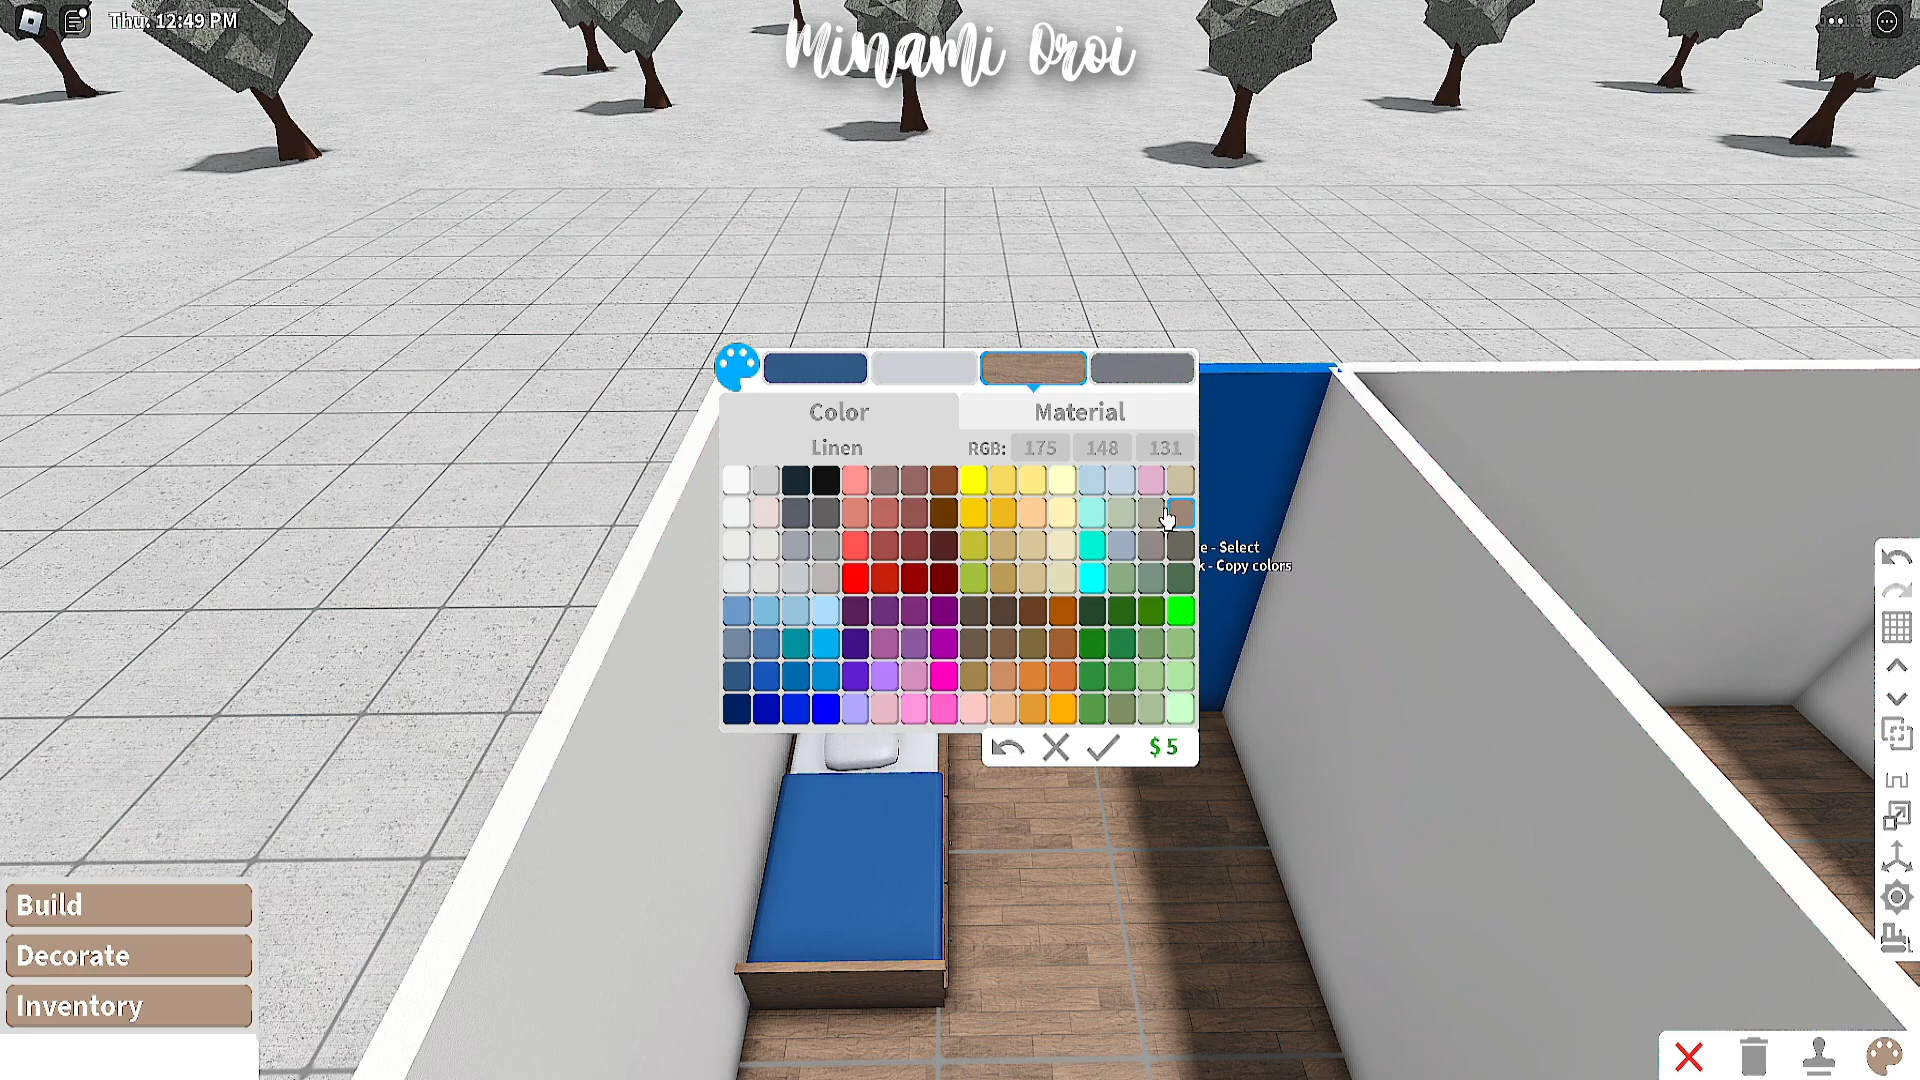 Thu. 12:49 PM
Minami Oroi
Color
Material
Linen
RGB: 175 148 131
e - Select
k - Copy colors
$ 5
Build
Decorate
Inventory